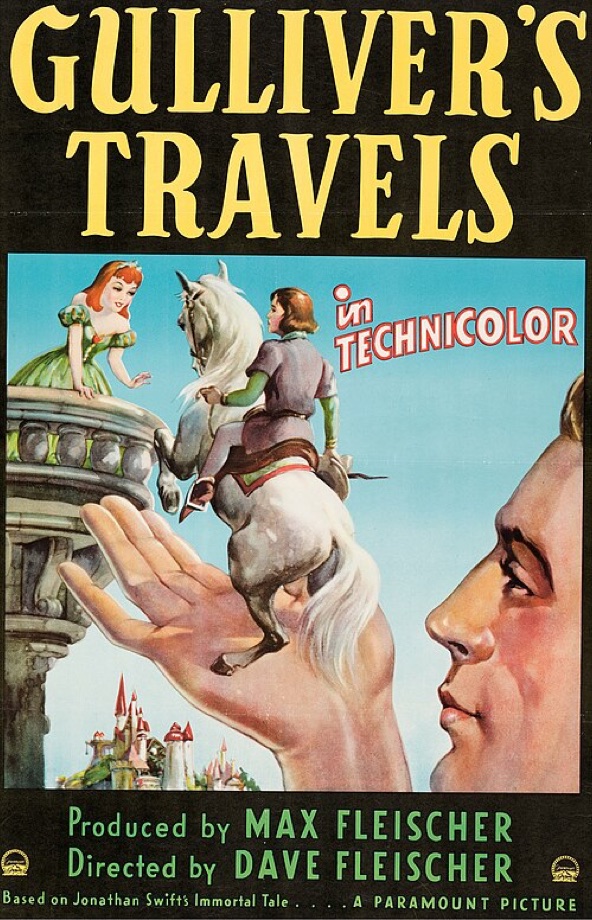 GULLIVER'S
TRAVELS
in
TECHNICOLOR
Produced by MAX FLEISCHER
Directed by DAVE FLEISCHER
Based on Jonathan Swift's Immortal Tale . . . . A PARAMOUNT PICTURE